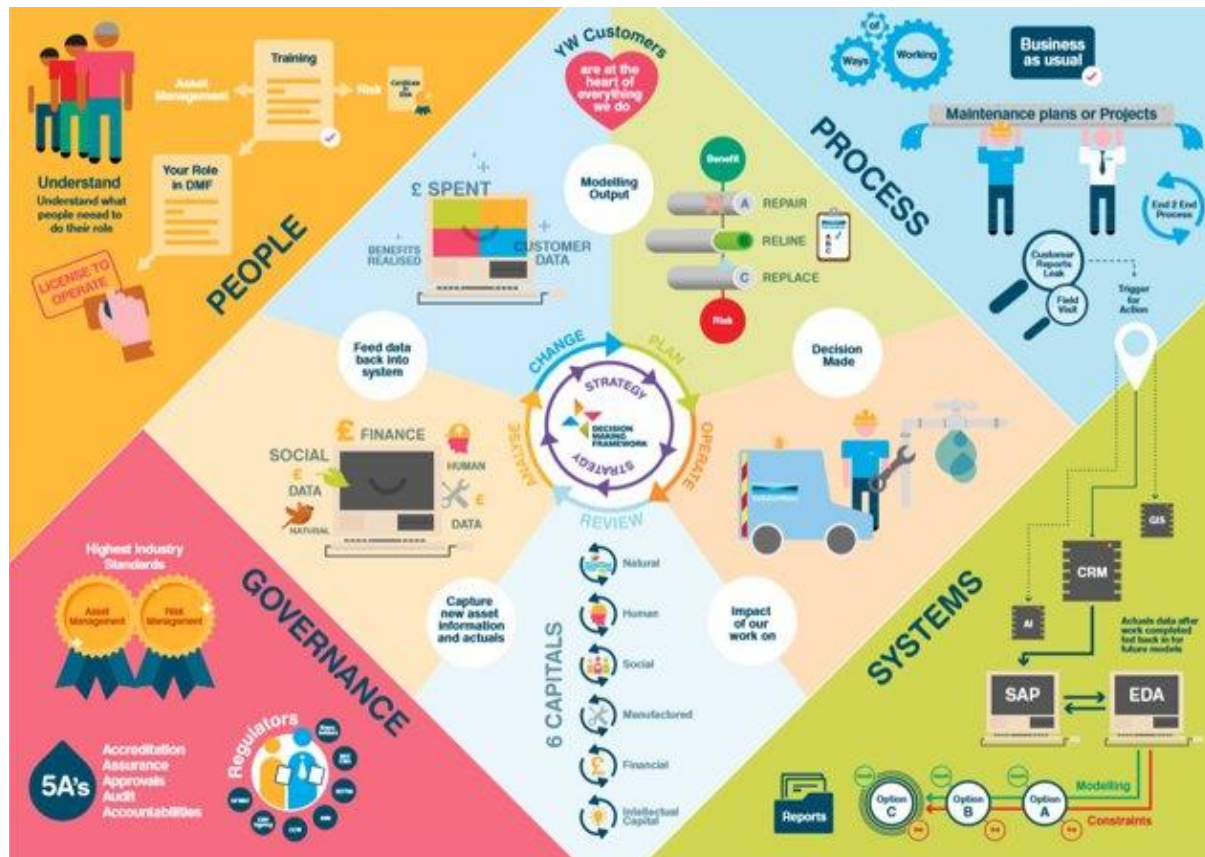 PEOPLE
Training
Asset
Management
Risk
Certificate
in Risk
Your Role
in DMF
Understand
Understand what
peopleneead to
do their role
LICENSE TO
OPERATE
YW Customers
are at the
heart of
everything
we do
Modelling
Output
£ SPENT
BENEFITS
REALISED
CUSTOMER
DATA
Benefit
A REPAIR
RELINE
C REPLACE
Risk
A
B
C
Feed data
back into
system
Decision
Made
CHANGE
PLAN
OPERATE
REVIEW
ANALYSE
STRATEGY
DECISION
MAKING
FRAMEWORK
STRATEGY
£ FINANCE
SOCIAL
£
DATA
NATURAL
HUMAN
£
DATA
Capture
new asset
information
and actuals
Impact
of our
work on
6 CAPITALS
Natural
Human
Social
Manufactured
Financial
£
Intellectual
Capital
PROCESS
Ways
of
Working
Business
as usual
Maintenance plans or Projects
End 2 End
Process
Customer
Reports
Leak
Field
Visit
Trigger
for
Action
GOVERNANCE
Highest Industry
Standards
Asset
Management
Risk
Management
5A's
Accreditation
Assurance
Approvals
Audit
Accountabilities
Regulators
SYSTEMS
GIS
CRM
AI
Actuals data after
work completed
fed back in for
future models
SAP
EDA
Modelling
Constraints
Option
C
Option
B
Option
A
Reports